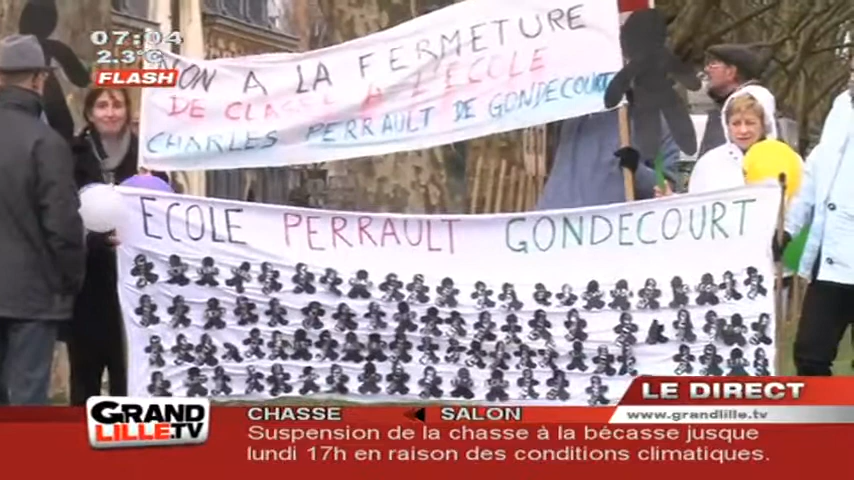 07:04
2.3°C
FLASH
NON A LA FERMETURE
DE CLASSE A L'ECOLE
CHARLES PERRAULT DE GONDECOURT
ECOLE PERRAULT GONDECOURT
LE DIRECT
www.grandlille.tv
GRAND
LILLE.TV
CHASSE SALON
Suspension de la chasse à la bécasse jusque
lundi 17h en raison des conditions climatiques.